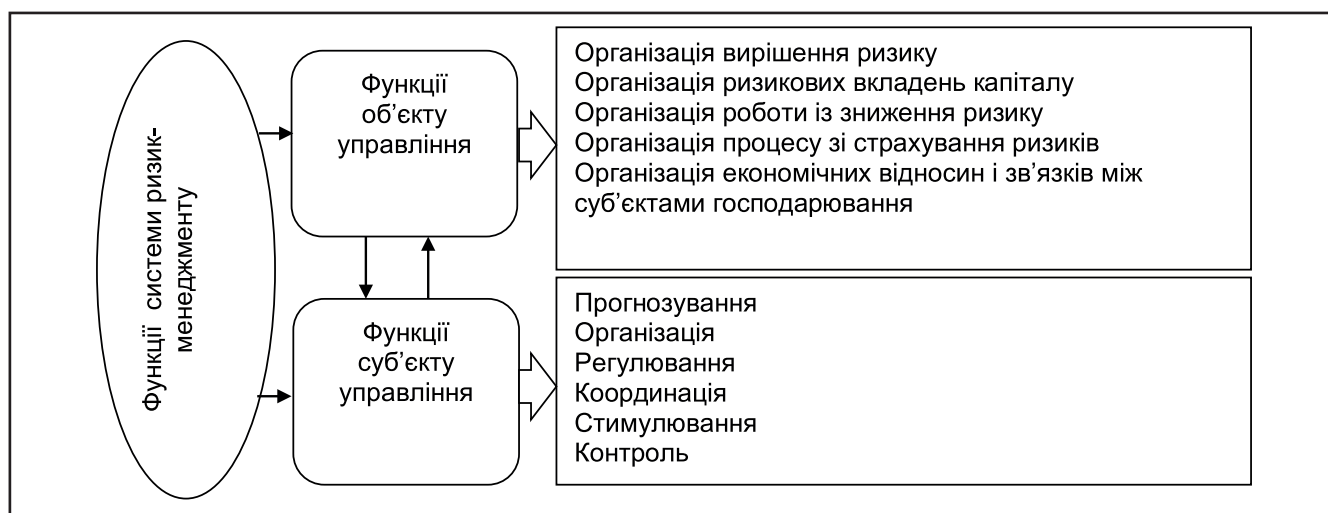 Функції системи ризик-
менеджменту
Функції
об’єкту
управління
Організація вирішення ризику
Організація ризикових вкладень капіталу
Організація роботи із зниження ризику
Організація процесу зі страхування ризиків
Організація економічних відносин і зв’язків між
суб’єктами господарювання
Функції
суб’єкту
управління
Прогнозування
Організація
Регулювання
Координація
Стимулювання
Контроль